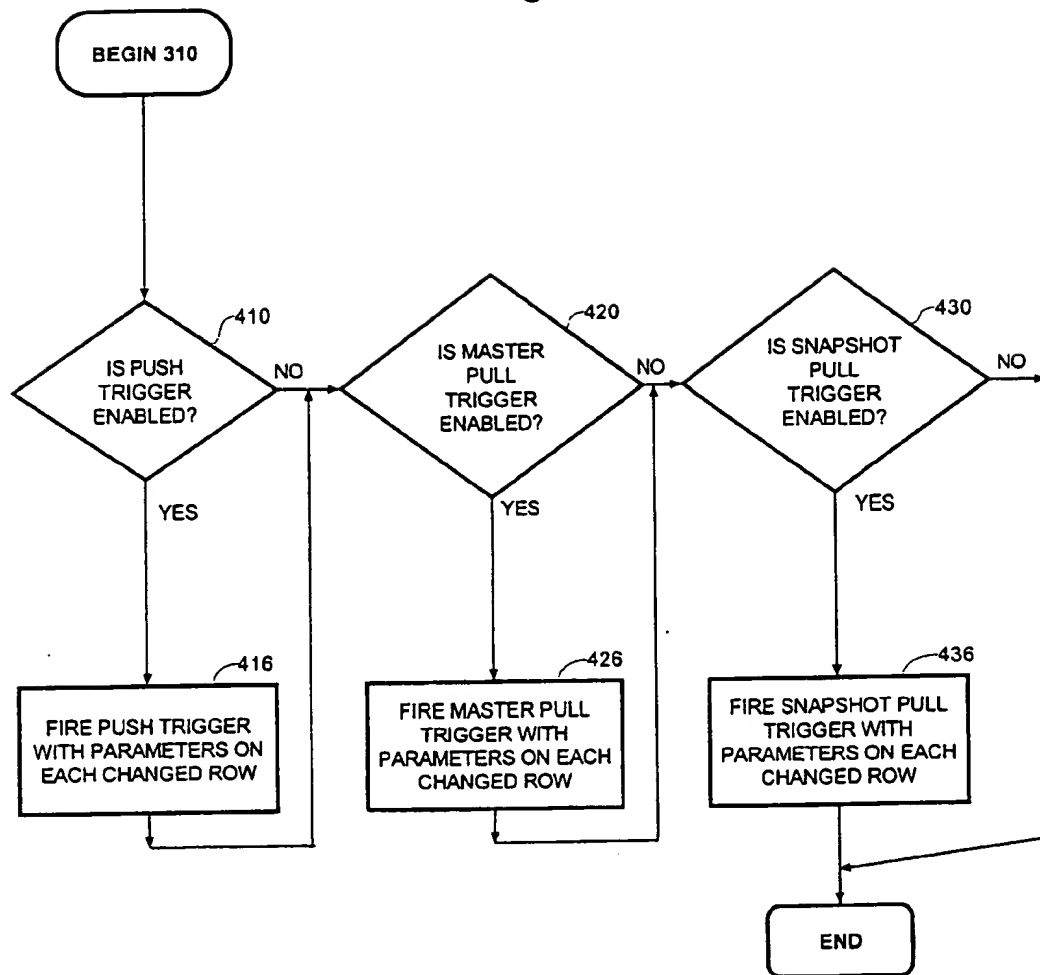 BEGIN 310
410
IS PUSH
TRIGGER
ENABLED?
NO
YES
416
FIRE PUSH TRIGGER
WITH PARAMETERS ON
EACH CHANGED ROW
420
IS MASTER
PULL
TRIGGER
ENABLED?
NO
YES
426
FIRE MASTER PULL
TRIGGER WITH
PARAMETERS ON EACH
CHANGED ROW
430
IS SNAPSHOT
PULL
TRIGGER
ENABLED?
NO
YES
436
FIRE SNAPSHOT PULL
TRIGGER WITH
PARAMETERS ON EACH
CHANGED ROW
END